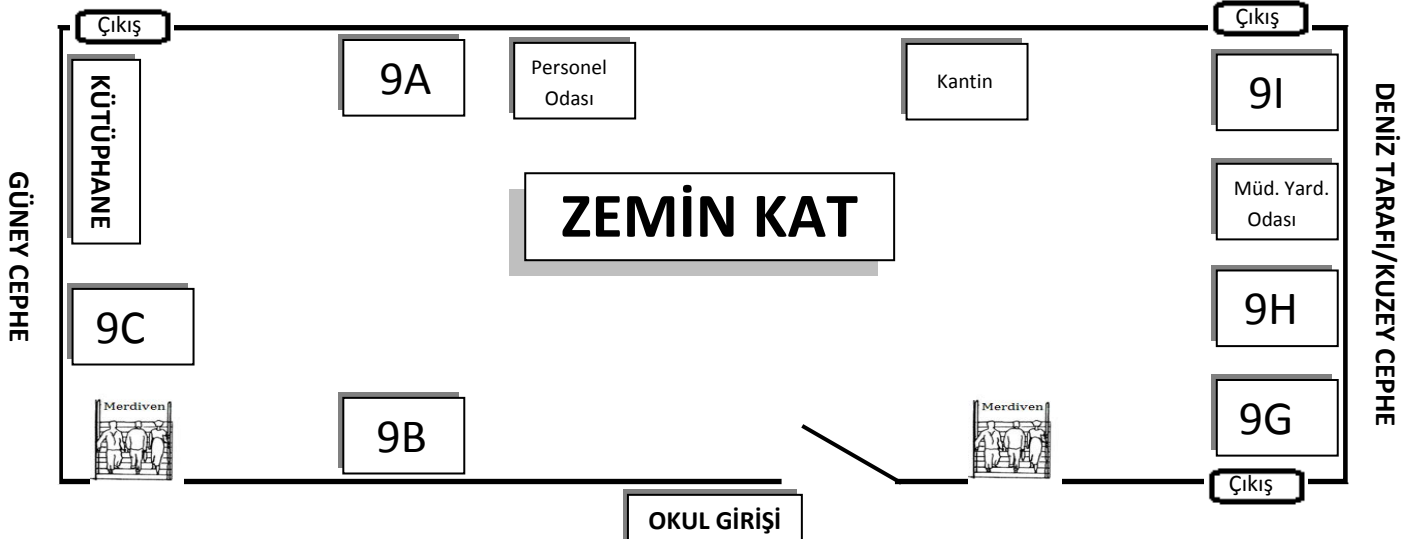 Çıkış
Çıkış
KÜTÜPHANE
9A
Personel
Odası
Kantin
9I
DENİZ TARAFI/KUZEY CEPHE
GÜNEY CEPHE
ZEMİN KAT
Müd. Yard.
Odası
9C
9H
Merdiven
9B
Merdiven
9G
Çıkış
OKUL GİRİŞİ